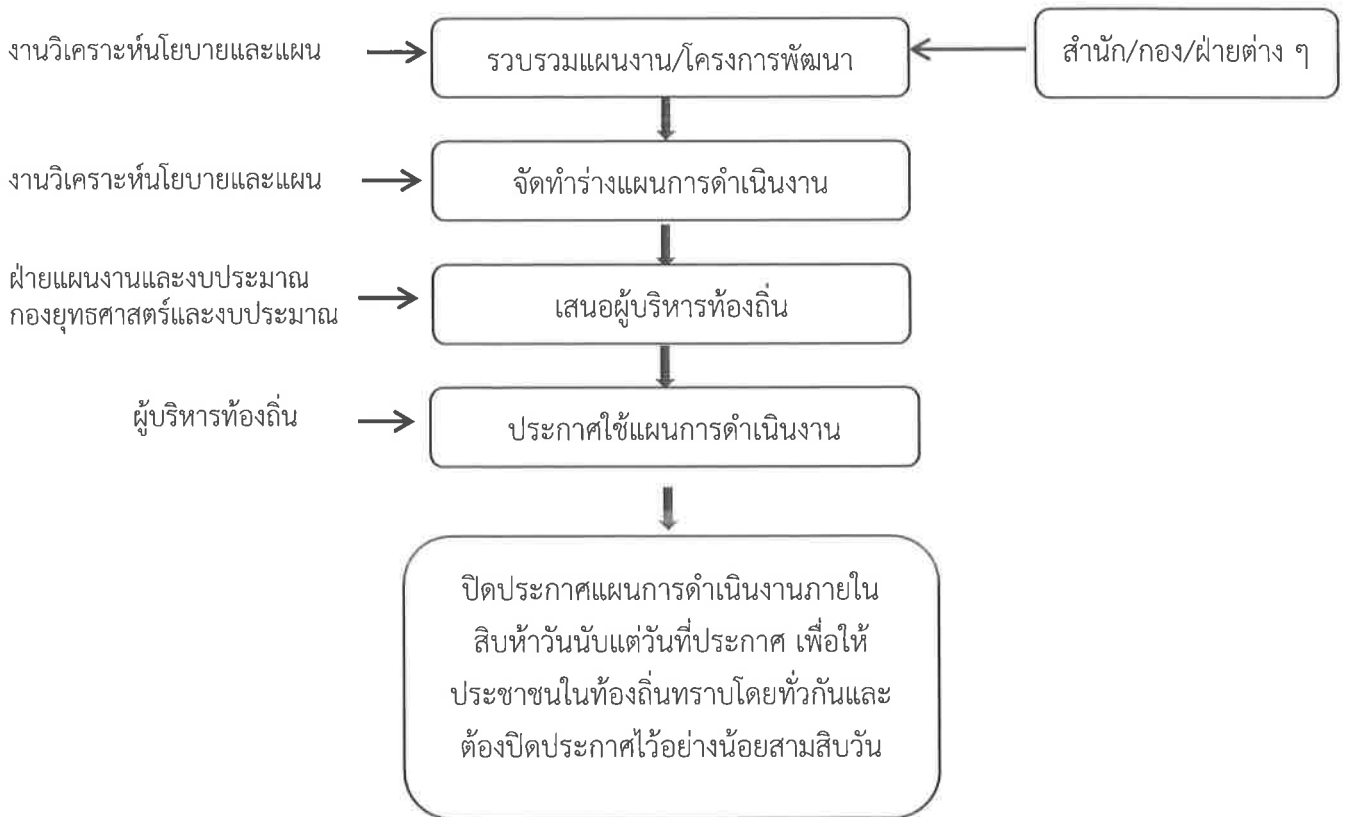 งานวิเคราะห์นโยบายและแผน
รวบรวมแผนงาน/โครงการพัฒนา
สำนัก/กอง/ฝ่ายต่าง ๆ
งานวิเคราะห์นโยบายและแผน
จัดทำร่างแผนการดำเนินงาน
ฝ่ายแผนงานและงบประมาณ
กองยุทธศาสตร์และงบประมาณ
เสนอผู้บริหารท้องถิ่น
ผู้บริหารท้องถิ่น
ประกาศใช้แผนการดำเนินงาน
ปิดประกาศแผนการดำเนินงานภายใน
สิบห้าวันนับแต่วันที่ประกาศ เพื่อให้
ประชาชนในท้องถิ่นทราบโดยทั่วกันและ
ต้องปิดประกาศไว้อย่างน้อยสามสิบวัน